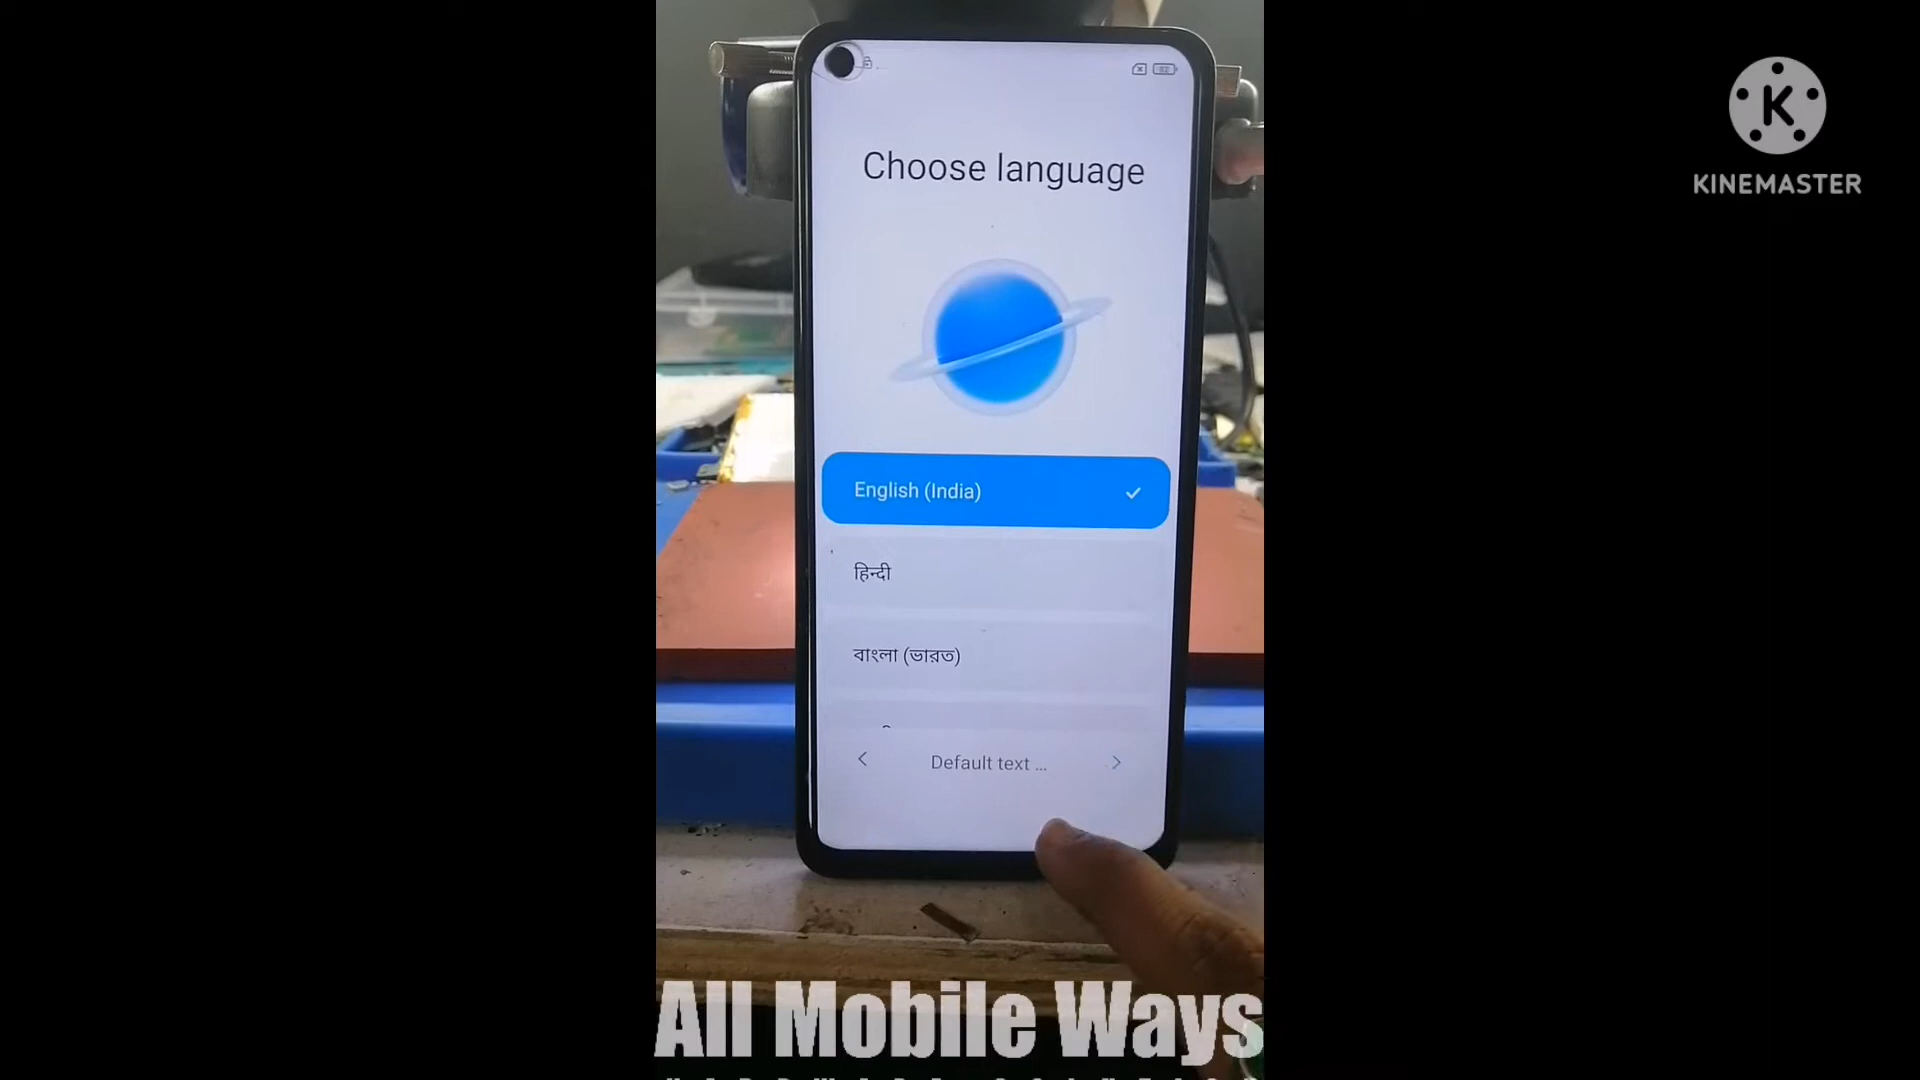 KINEMASTER
Choose language
English (India)
हिन्दी
বাংলা (ভারত)
Default text ...
All Mobile Ways